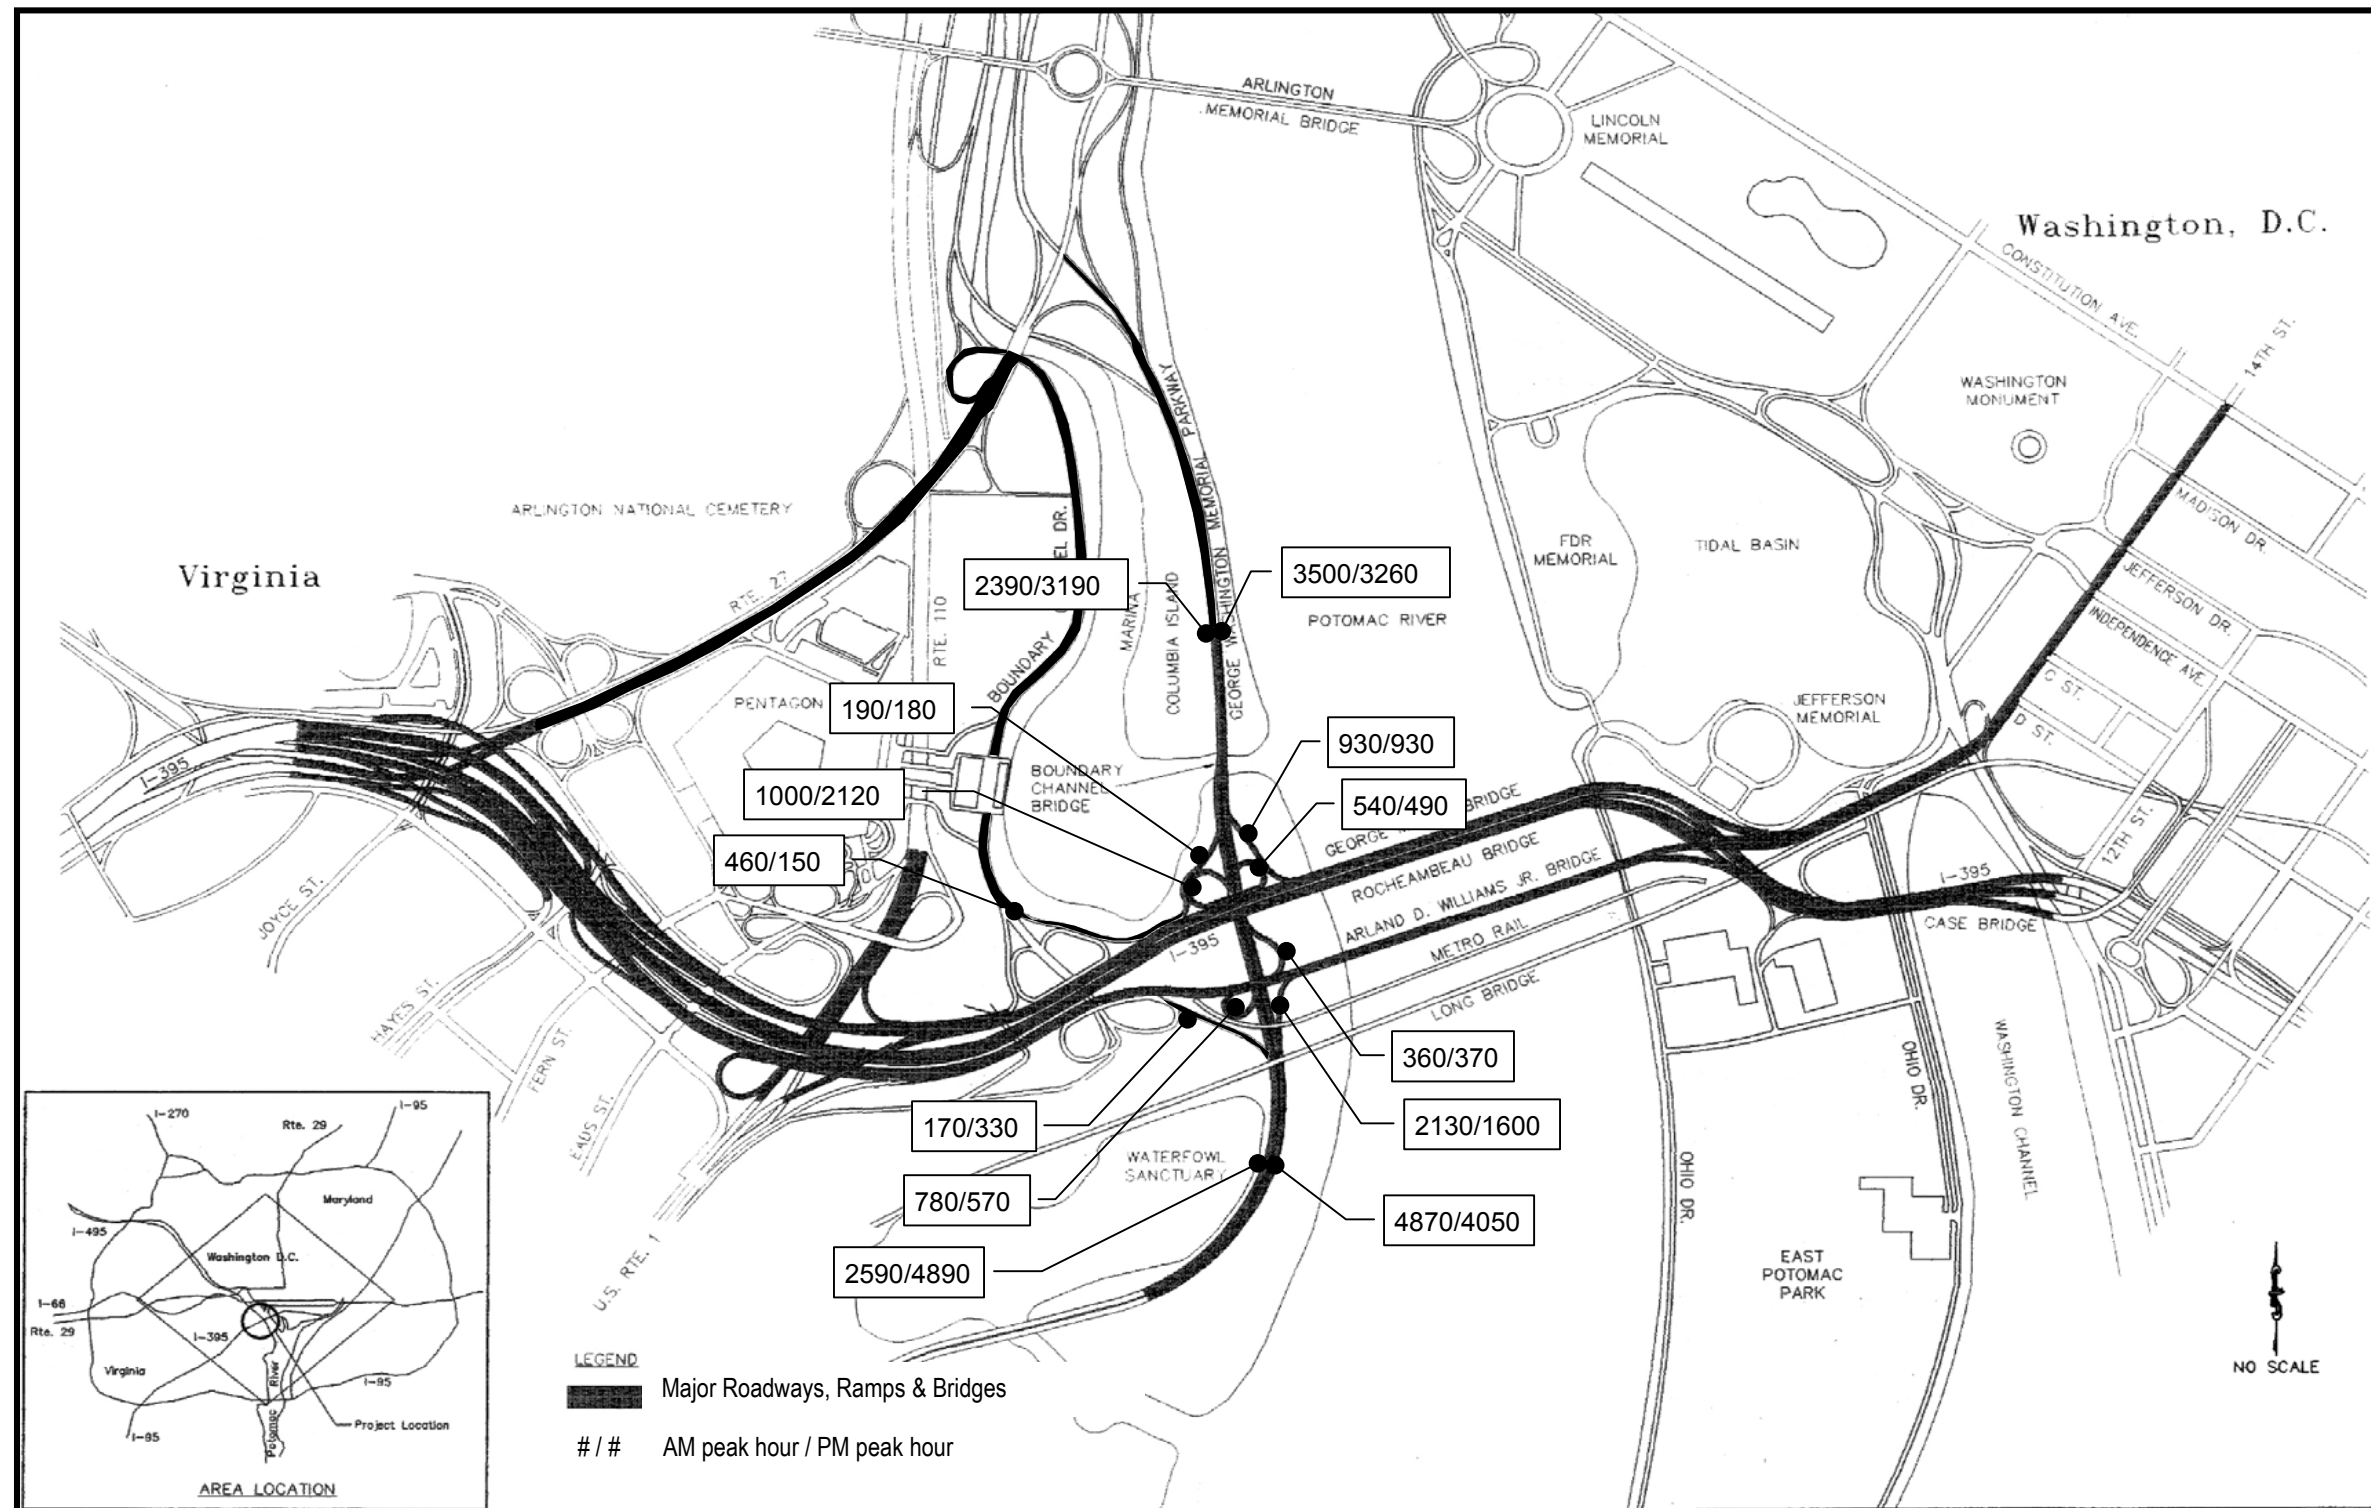 ARLINGTON
MEMORIAL BRIDGE
LINCOLN
MEMORIAL
Washington, D.C.
CONSTITUTION AVE.
14TH ST.
WASHINGTON
MONUMENT
MADISON DR.
JEFFERSON DR.
INDEPENDENCE AVE
C ST.
D ST.
12TH ST.
ARLINGTON NATIONAL CEMETERY
Virginia
RTE. 27
RTE. 110
EL DR.
BOUNDARY
MARINA
COLUMBIA ISLAND
GEORGE WASHINGTON MEMORIAL PARKWAY
2390/3190
3500/3260
POTOMAC RIVER
FDR
MEMORIAL
TIDAL BASIN
JEFFERSON
MEMORIAL
PENTAGON
190/180
930/930
BOUNDARY
CHANNEL
BRIDGE
1000/2120
540/490
460/150
GEORGE M
BRIDGE
ROCHEAMBEAU BRIDGE
ARLAND D. WILLIAMS JR. BRIDGE
METRO RAIL
LONG BRIDGE
I-395
I-395
I-395
CASE BRIDGE
JOYCE ST.
HAYES ST.
FERN ST.
EADS ST.
U.S. RTE. 1
360/370
170/330
2130/1600
780/570
4870/4050
2590/4890
WATERFOWL
SANCTUARY
OHIO DR.
OHIO DR.
WASHINGTON CHANNEL
EAST
POTOMAC
PARK
NO SCALE
I-270
Rte. 29
I-95
Maryland
I-495
Washington D.C.
I-66
Rte. 29
I-395
Virginia
Potomac River
I-95
I-95
Project Location
AREA LOCATION
LEGEND
Major Roadways, Ramps & Bridges
# / # AM peak hour / PM peak hour